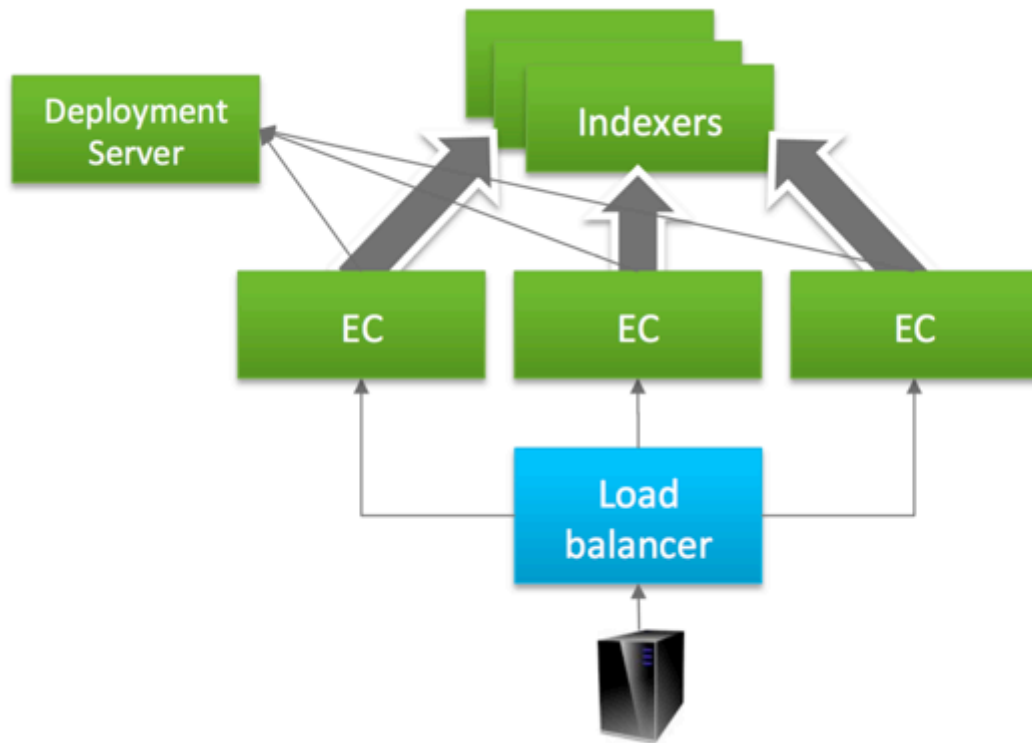 Deployment
Server
Indexers
EC
EC
EC
Load
balancer